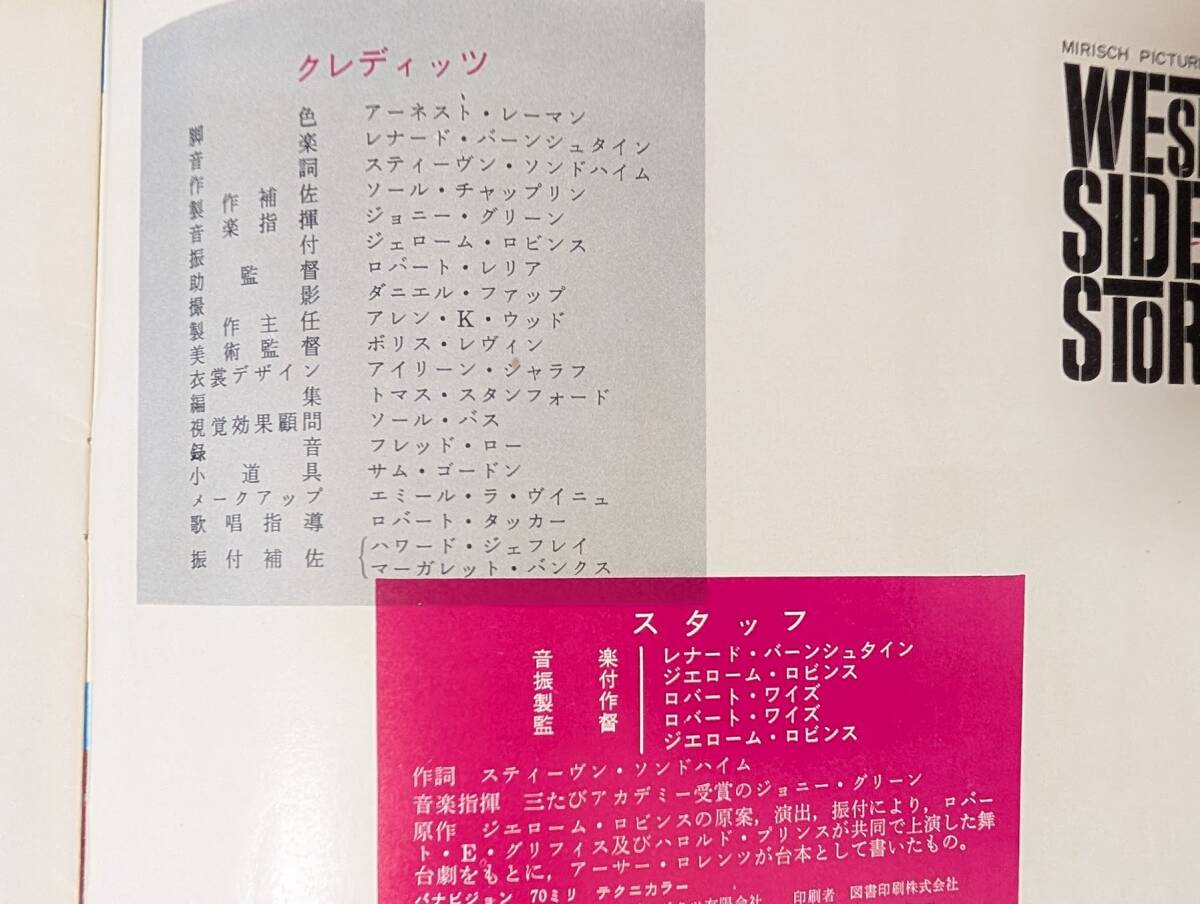 クレディッツ
脚色 アーネスト・レーマン
音楽 レナード・バーンシュタイン
作詞 スティーヴン・ソンドハイム
製作補佐 ソール・チャップリン
音楽指揮 ジョニー・グリーン
振付 ジェローム・ロビンス
助監督 ロバート・レリア
撮影 ダニエル・ファップ
製作主任 アレン・K・ウッド
美術監督 ボリス・レヴィン
衣裳デザイン アイリーン・シャラフ
編集 トマス・スタンフォード
視覚効果顧問 ソール・バス
録音 フレッド・ロー
小道具 サム・ゴードン
メークアップ エミール・ラ・ヴイニュ
歌唱指導 ロバート・タッカー
振付補佐 ハワード・ジェフレイ
マーガレット・バンクス
スタッフ
音楽 レナード・バーンシュタイン
振付 ジエローム・ロビンス
製作 ロバート・ワイズ
監督 ロバート・ワイズ
ジエローム・ロビンス
作詞 スティーヴン・ソンドハイム
音楽指揮 三たびアカデミー受賞のジョニー・グリーン
原作 ジエローム・ロビンスの原案，演出，振付により，ロバー
ト・E・グリフィス及びハロルド・プリンスが共同で上演した舞
台劇をもとに，アーサー・ロレンツが台本として書いたもの。
パナビジョン 70ミリ テクニカラー
有限会社 印刷者 図書印刷株式会社
MIRISCH PICTUR
WEST
SIDE
STOR